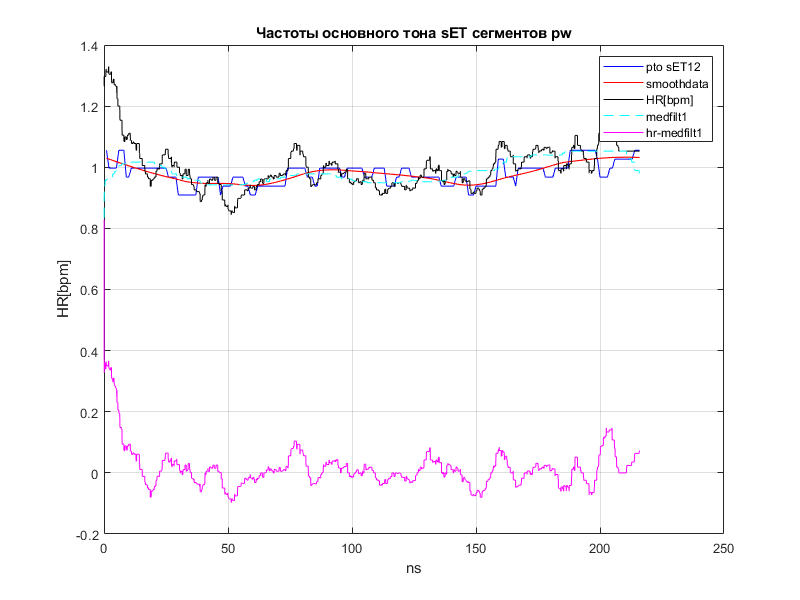 Частоты основного тона sET сегментов pw
pto sET12
smoothdata
HR[bpm]
medfilt1
hr-medfilt1
HR[bpm]
1.4
1.2
1
0.8
0.6
0.4
0.2
0
-0.2
0 50 100 150 200 250
ns